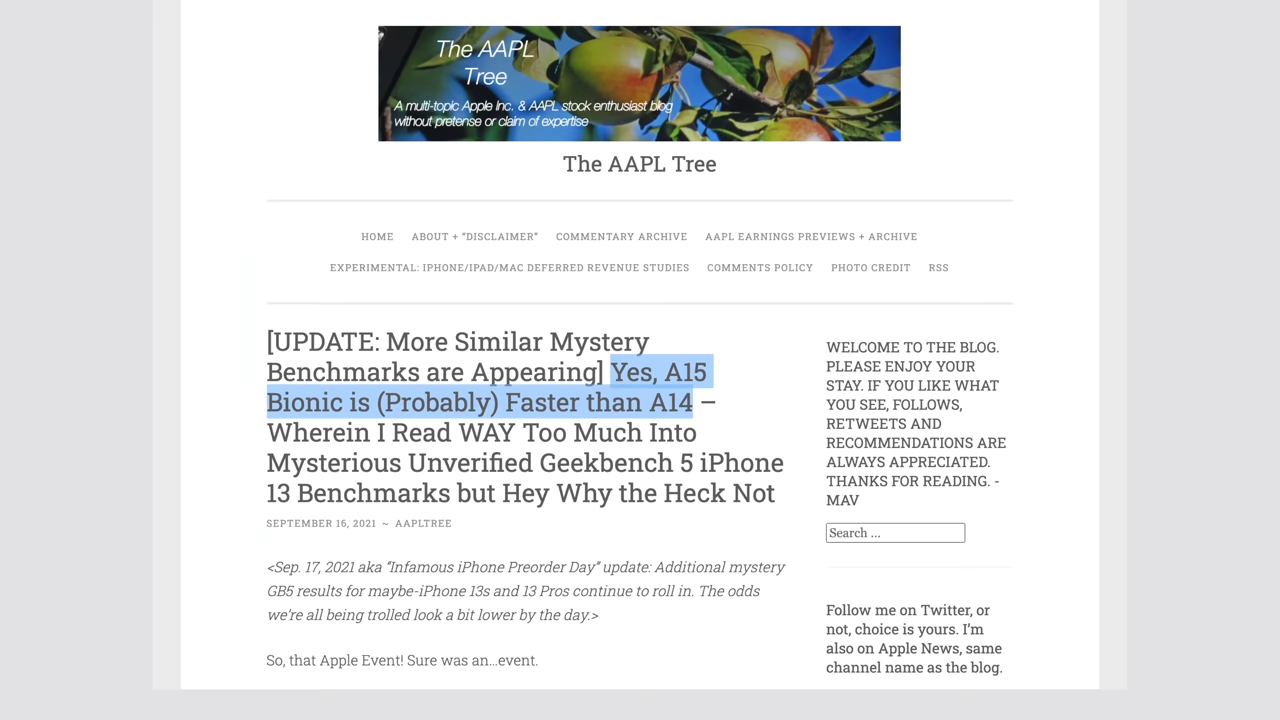 The AAPL
Tree
A multi-topic Apple Inc. & AAPL stock enthusiast blog
without pretense or claim of expertise
The AAPL Tree
HOME ABOUT + "DISCLAIMER" COMMENTARY ARCHIVE AAPL EARNINGS PREVIEWS + ARCHIVE
EXPERIMENTAL: IPHONE/IPAD/MAC DEFERRED REVENUE STUDIES COMMENTS POLICY PHOTO CREDIT RSS
[UPDATE: More Similar Mystery
Benchmarks are Appearing] Yes, A15
Bionic is (Probably) Faster than A14 –
Wherein I Read WAY Too Much Into
Mysterious Unverified Geekbench 5 iPhone
13 Benchmarks but Hey Why the Heck Not
SEPTEMBER 16, 2021 ~ AAPLTREE
<Sep. 17, 2021 aka “Infamous iPhone Preorder Day” update: Additional mystery
GB5 results for maybe-iPhone 13s and 13 Pros continue to roll in. The odds
we’re all being trolled look a bit lower by the day.>
So, that Apple Event! Sure was an…event.
WELCOME TO THE BLOG.
PLEASE ENJOY YOUR
STAY. IF YOU LIKE WHAT
YOU SEE, FOLLOWS,
RETWEETS AND
RECOMMENDATIONS ARE
ALWAYS APPRECIATED.
THANKS FOR READING. -
MAV
Search …
Follow me on Twitter, or
not, choice is yours. I’m
also on Apple News, same
channel name as the blog.